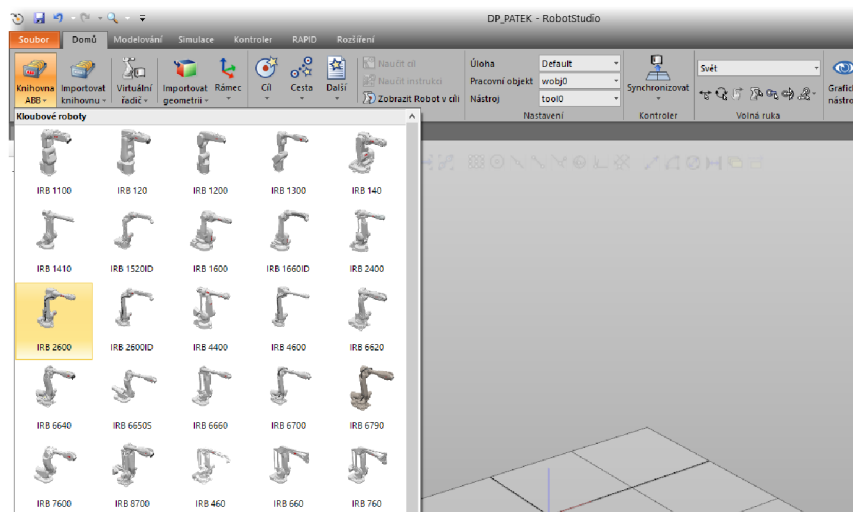 DP_PATEK - RobotStudio
Soubor Domů Modelování Simulace Kontroler RAPID Rozšíření
Knihovna ABB
Importovat knihovnu
Virtuální řadič
Importovat geometrii
Rámec
Cíl
Cesta
Další
Naučit cíl
Naučit instrukci
Zobrazit Robot v cíli
Úloha Default
Pracovní objekt wobj0
Nástroj tool0
Nastavení
Synchronizovat
Kontroler
Svět
Volná ruka
Grafick
nástro
Kloubové roboty
IRB 1100 IRB 120 IRB 1200 IRB 1300 IRB 140
IRB 1410 IRB 1520ID IRB 1600 IRB 1660ID IRB 2400
IRB 2600 IRB 2600ID IRB 4400 IRB 4600 IRB 6620
IRB 6640 IRB 6650S IRB 6660 IRB 6700 IRB 6790
IRB 7600 IRB 8700 IRB 460 IRB 660 IRB 760